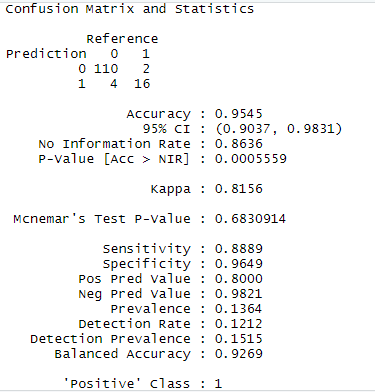 Confusion Matrix and Statistics
Reference
Prediction 0 1
0 110 2
1 4 16
Accuracy : 0.9545
95% CI : (0.9037, 0.9831)
No Information Rate : 0.8636
P-Value [Acc > NIR] : 0.0005559
Kappa : 0.8156
Mcnemar's Test P-Value : 0.6830914
Sensitivity : 0.8889
Specificity : 0.9649
Pos Pred Value : 0.8000
Neg Pred Value : 0.9821
Prevalence : 0.1364
Detection Rate : 0.1212
Detection Prevalence : 0.1515
Balanced Accuracy : 0.9269
'Positive' Class : 1